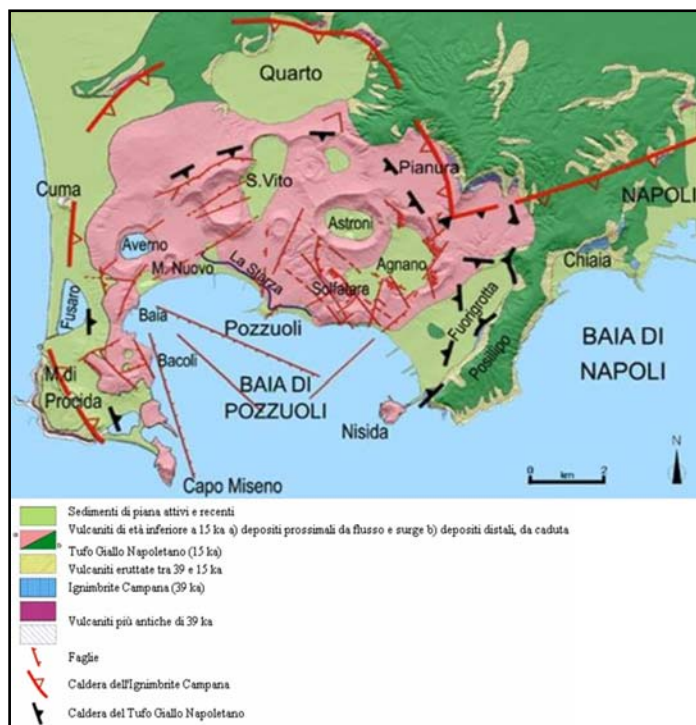 Quarto
Cuma
S.Vito
Pianura
NAPOLI
Averno
Astroni
M. Nuovo
La Starza
Agnano
Chiaia
Solfatara
Fusaro
Baia
Pozzuoli
Fuorigrotta
Posillipo
BAIA DI
NAPOLI
Bacoli
M. di
Procida
BAIA DI
POZZUOLI
Nisida
Capo Miseno
N
0 2
km
Sedimenti di piana attivi e recenti
a
Vulcaniti di età inferiore a 15 ka a) depositi prossimali da flusso e surge b) depositi distali, da caduta
b
Tufo Giallo Napoletano (15 ka)
Vulcaniti eruttate tra 39 e 15 ka
Ignimbrite Campana (39 ka)
Vulcaniti più antiche di 39 ka
Faglie
Caldera dell'Ignimbrite Campana
Caldera del Tufo Giallo Napoletano